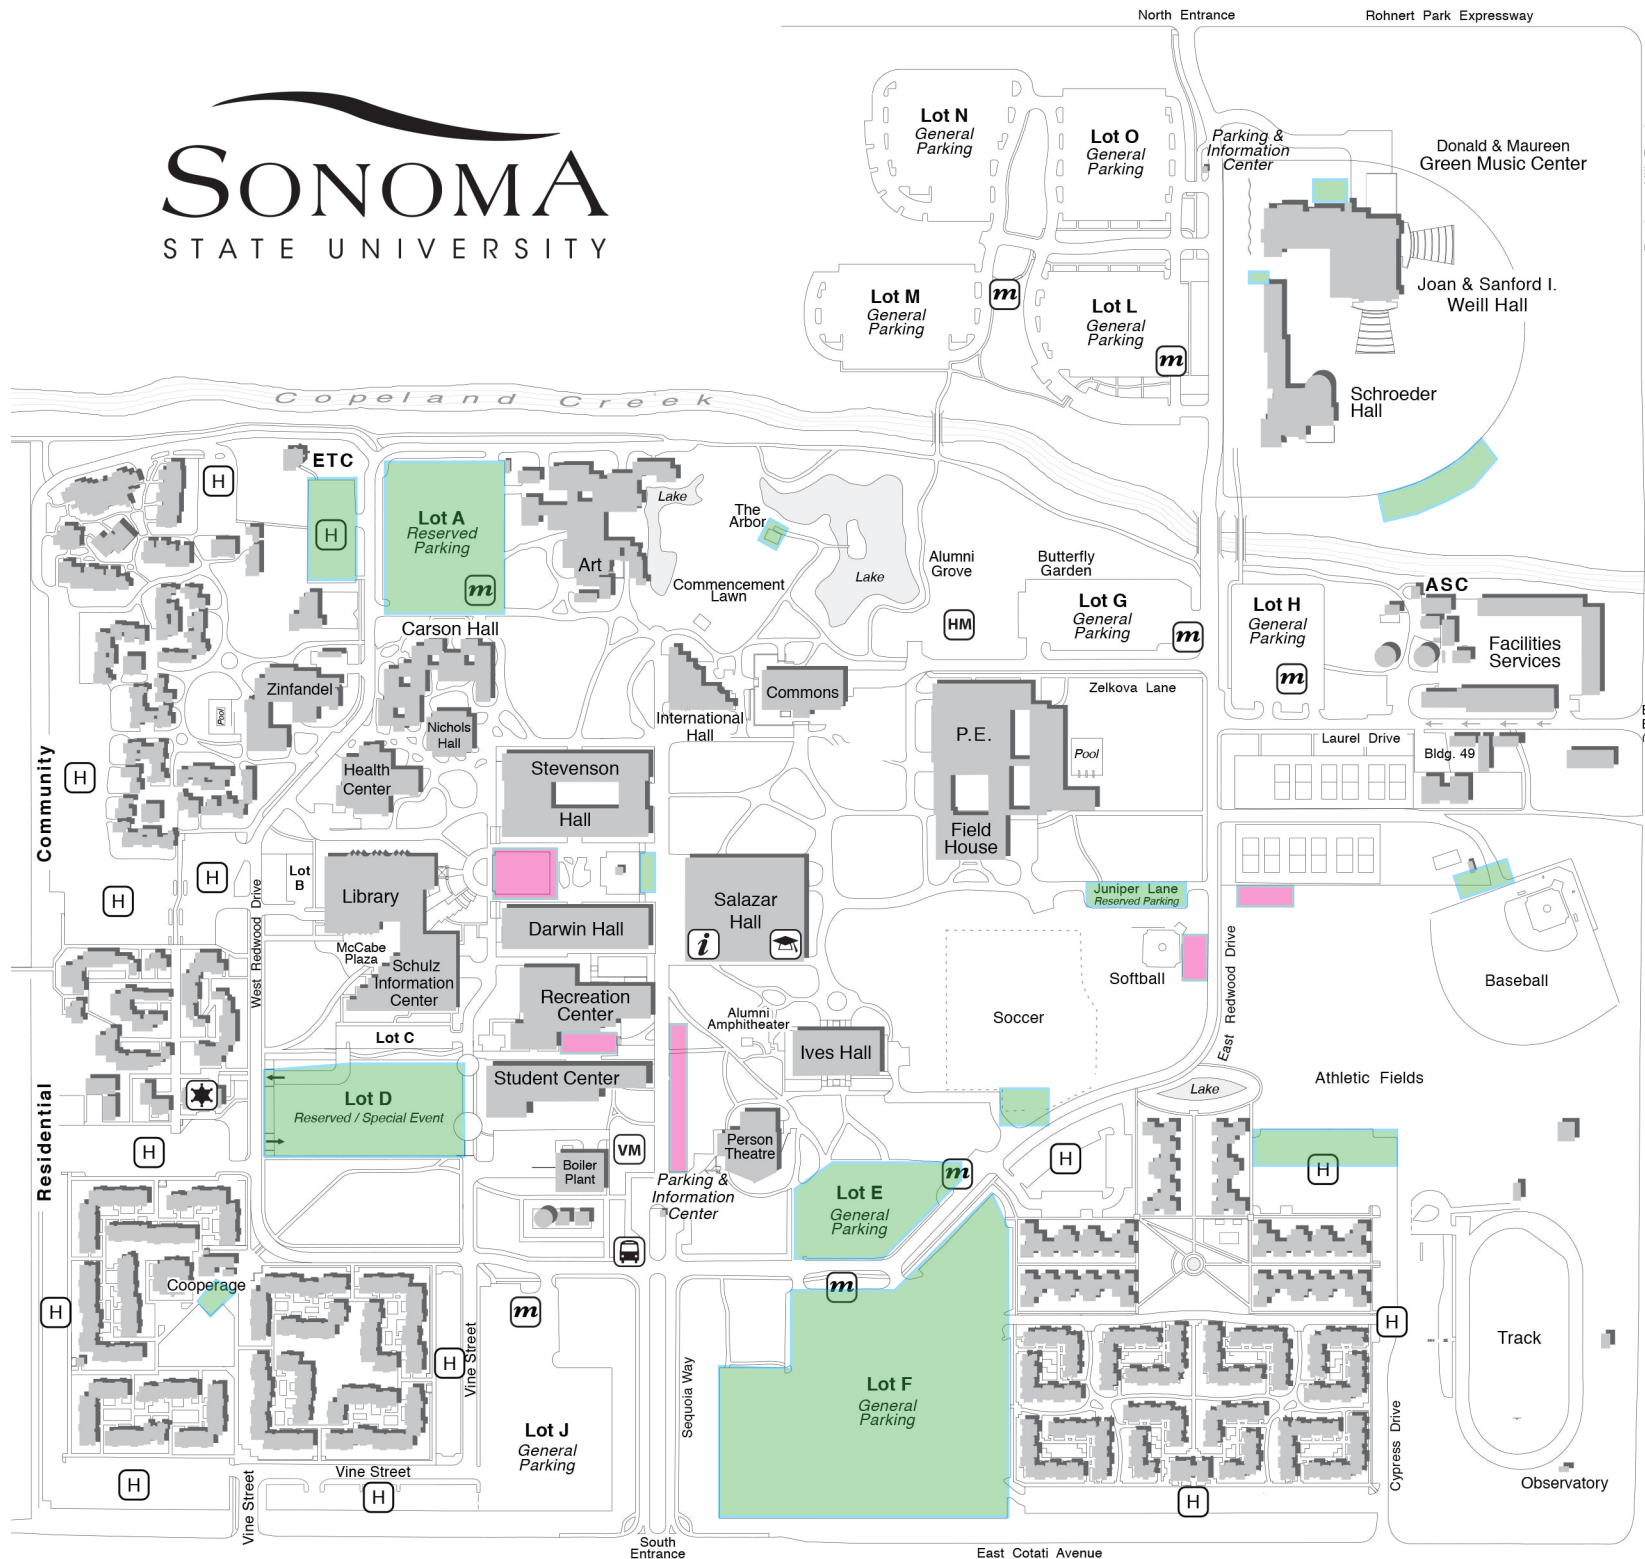 North Entrance
Rohnert Park Expressway
SONOMA
STATE UNIVERSITY
Lot N
General
Parking
Lot O
General
Parking
Parking &
Information
Center
Donald & Maureen
Green Music Center
Joan & Sanford I.
Weill Hall
Lot M
General
Parking
m
Lot L
General
Parking
m
Schroeder
Hall
Copeland Creek
ETC
H
H
Lot A
Reserved
Parking
m
Art
Lake
The
Arbor
Lake
Commencement
Lawn
Alumni
Grove
HM
Butterfly
Garden
Lot G
General
Parking
m
Lot H
General
Parking
m
ASC
Facilities
Services
Carson Hall
Zinfandel
Pool
Nichols
Hall
International
Hall
Commons
P.E.
Pool
Zelkova Lane
Laurel Drive
Bldg. 49
Community
H
Health
Center
Stevenson
Hall
Field
House
H
H
Lot
B
Library
Salazar
Hall
i
Juniper Lane
Reserved Parking
West Redwood Drive
McCabe
Plaza
Schulz
Information
Center
Darwin Hall
Softball
East Redwood Drive
Baseball
Recreation
Center
Alumni
Amphitheater
Soccer
Lot C
Ives Hall
Student Center
Lake
Athletic Fields
Lot D
Reserved / Special Event
Residential
H
VM
Boiler
Plant
Person
Theatre
Parking &
Information
Center
m
H
H
Lot E
General
Parking
Cooperage
m
H
m
H
Vine Street
H
Track
Sequoia Way
Lot F
General
Parking
Lot J
General
Parking
Cypress Drive
Observatory
H
Vine Street
Vine Street
H
H
South
Entrance
East Cotati Avenue